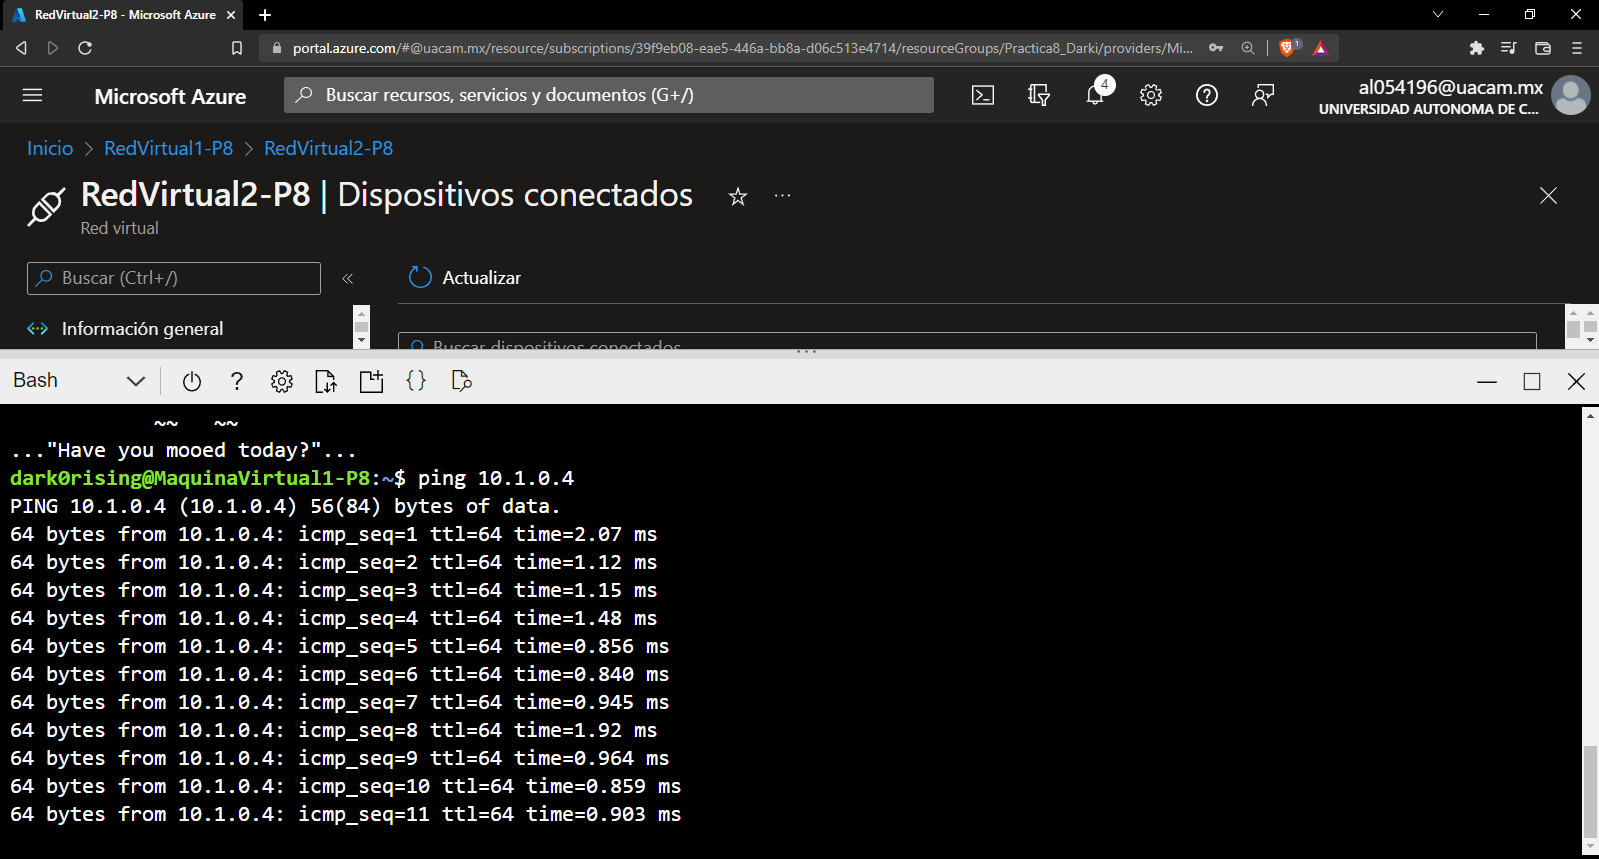 RedVirtual2-P8 - Microsoft Azure
portal.azure.com/#@uacam.mx/resource/subscriptions/39f9eb08-eae5-446a-bb8a-d06c513e4714/resourceGroups/Practica8_Darki/providers/Mi...
1
Microsoft Azure
Buscar recursos, servicios y documentos (G+/)
4
al054196@uacam.mx
UNIVERSIDAD AUTONOMA DE C...
Inicio > RedVirtual1-P8 > RedVirtual2-P8
RedVirtual2-P8 | Dispositivos conectados
Red virtual
Buscar (Ctrl+/)
«
Actualizar
Información general
Buscar dispositivos conectados
Bash
~~   ~~
..."Have you mooed today?"...
dark0rising@MaquinaVirtual1-P8:~$ ping 10.1.0.4
PING 10.1.0.4 (10.1.0.4) 56(84) bytes of data.
64 bytes from 10.1.0.4: icmp_seq=1 ttl=64 time=2.07 ms
64 bytes from 10.1.0.4: icmp_seq=2 ttl=64 time=1.12 ms
64 bytes from 10.1.0.4: icmp_seq=3 ttl=64 time=1.15 ms
64 bytes from 10.1.0.4: icmp_seq=4 ttl=64 time=1.48 ms
64 bytes from 10.1.0.4: icmp_seq=5 ttl=64 time=0.856 ms
64 bytes from 10.1.0.4: icmp_seq=6 ttl=64 time=0.840 ms
64 bytes from 10.1.0.4: icmp_seq=7 ttl=64 time=0.945 ms
64 bytes from 10.1.0.4: icmp_seq=8 ttl=64 time=1.92 ms
64 bytes from 10.1.0.4: icmp_seq=9 ttl=64 time=0.964 ms
64 bytes from 10.1.0.4: icmp_seq=10 ttl=64 time=0.859 ms
64 bytes from 10.1.0.4: icmp_seq=11 ttl=64 time=0.903 ms